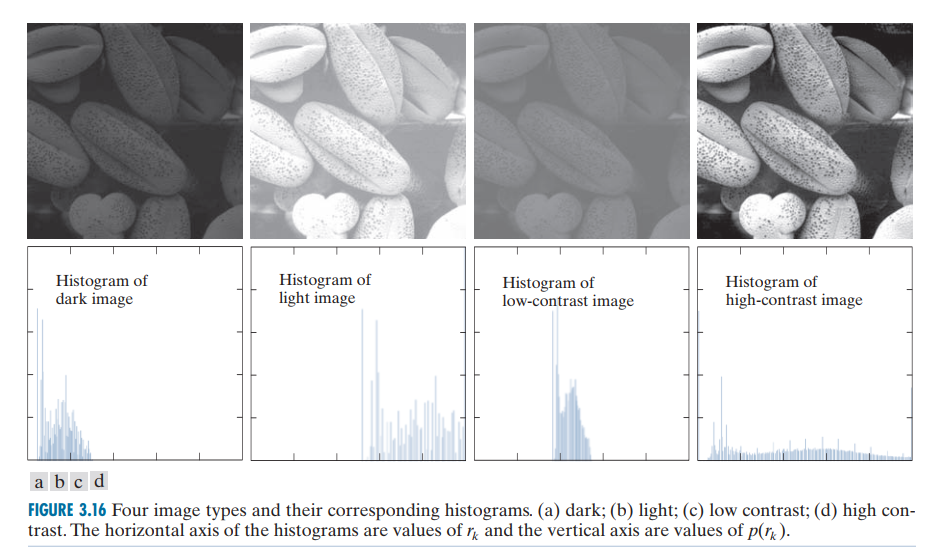 Histogram of
dark image
Histogram of
light image
Histogram of
low-contrast image
Histogram of
high-contrast image
a b c d
FIGURE 3.16 Four image types and their corresponding histograms. (a) dark; (b) light; (c) low contrast; (d) high con-
trast. The horizontal axis of the histograms are values of rₖ and the vertical axis are values of p(rₖ).